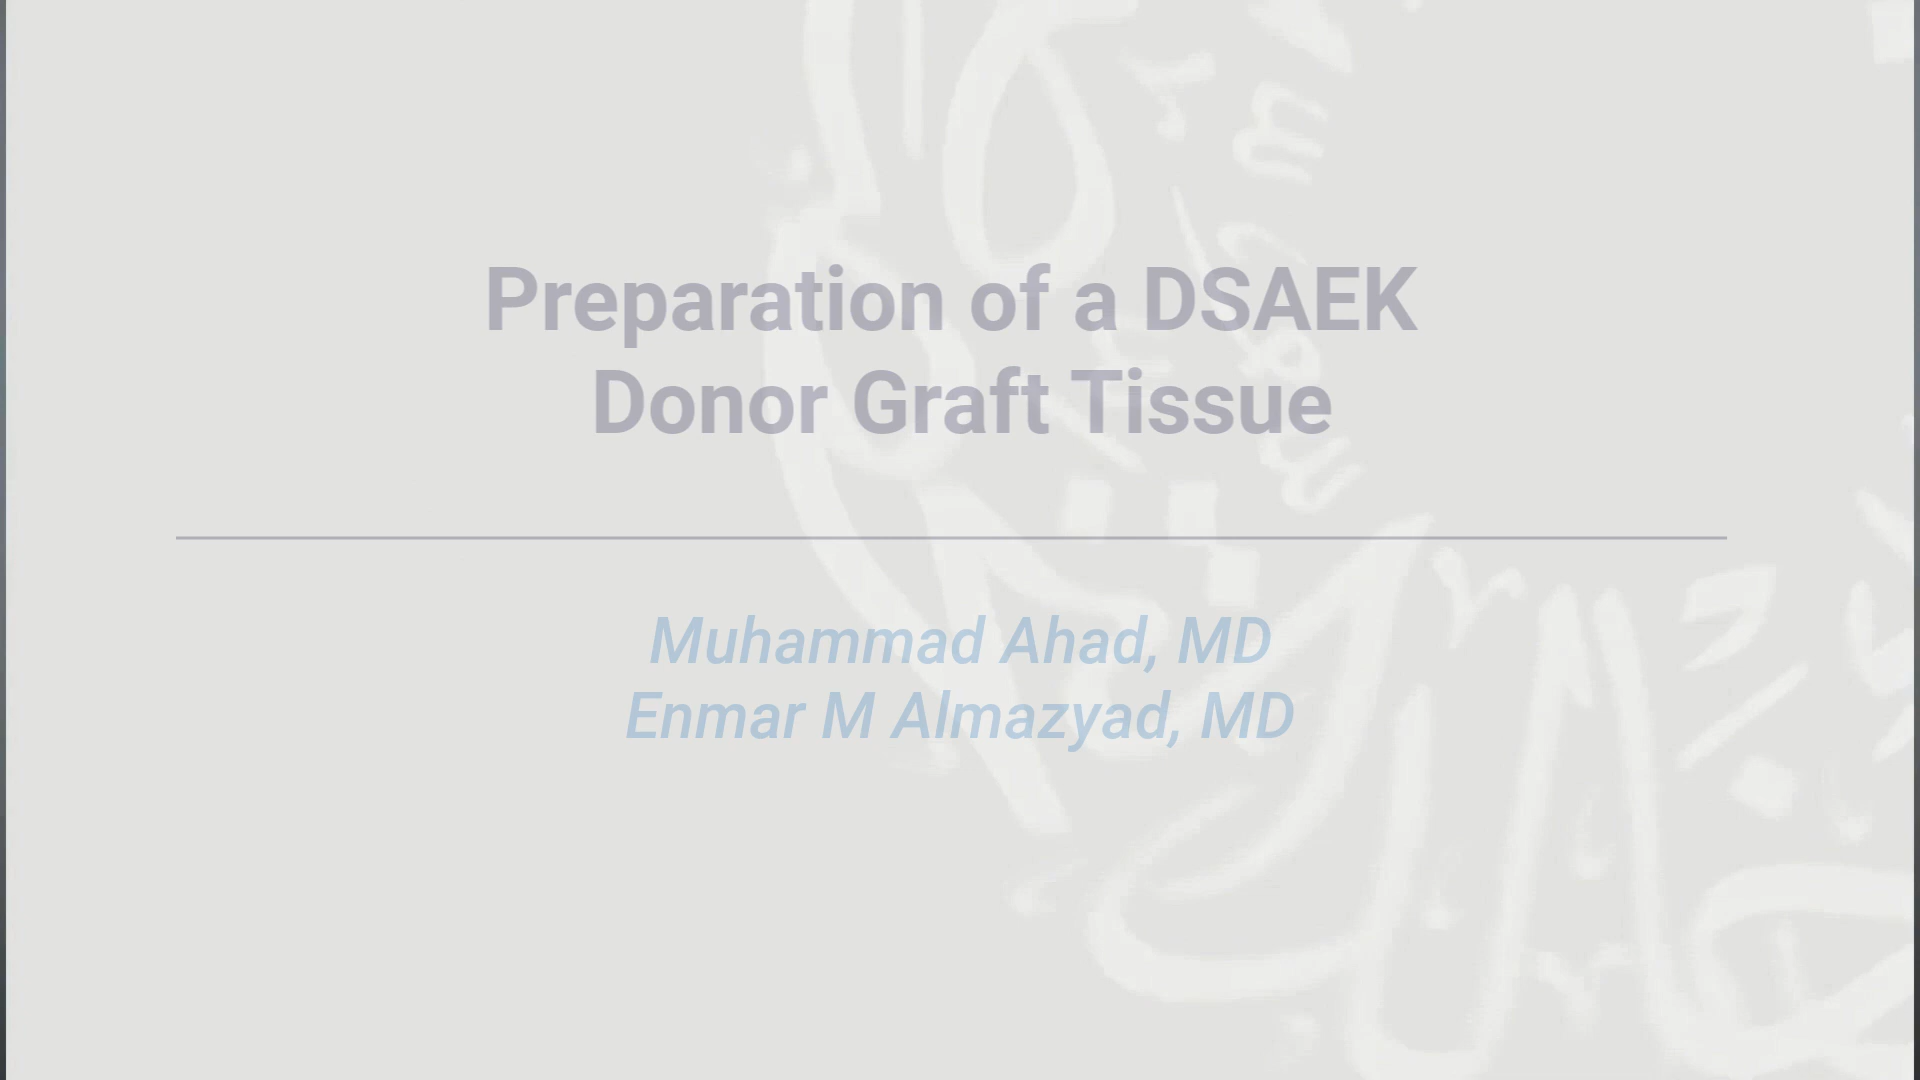 Preparation of a DSAEK
Donor Graft Tissue
Muhammad Ahad, MD
Enmar M Almazyad, MD